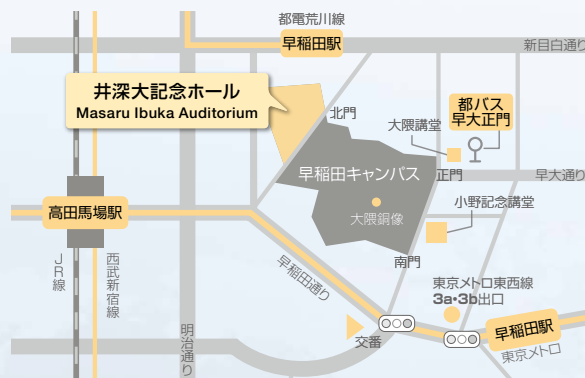 都電荒川線
早稲田駅
新目白通り
井深大記念ホール
Masaru Ibuka Auditorium
北門
都バス
早大正門
大隈講堂
早稲田キャンパス
正門
早大通り
大隈銅像
小野記念講堂
高田馬場駅
南門
JR線
西武新宿線
明治通り
早稲田通り
東京メトロ東西線
3a・3b出口
交番
早稲田駅
東京メトロ